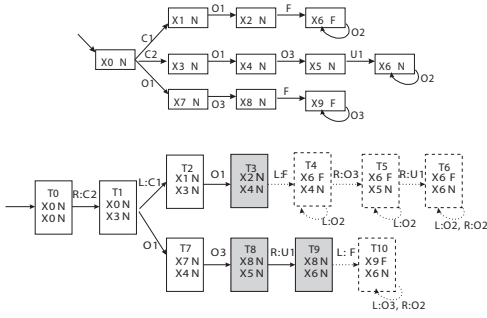 O1
F
X1 N
X2 N
X6 F
O2
C1
C2
O1
O3
U1
X0 N
X3 N
X4 N
X5 N
X6 N
O2
O1
O3
F
X7 N
X8 N
X9 F
O3
T2
X1 N
X3 N
O1
T3
X2 N
X4 N
L:F
T4
X6 F
X4 N
R:O3
T5
X6 F
X5 N
R:U1
T6
X6 F
X6 N
L:C1
T0
X0 N
X0 N
R:C2
T1
X0 N
X3 N
L:O2
L:O2
L:O2, R:O2
O1
T7
X7 N
X4 N
O3
T8
X8 N
X5 N
R:U1
T9
X8 N
X6 N
L: F
T10
X9 F
X6 N
L:O3, R:O2